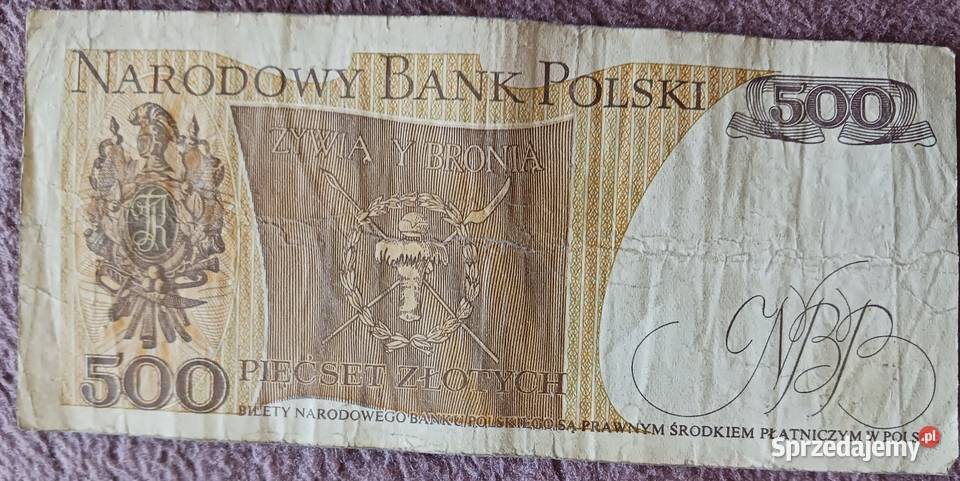 NARODOWY BANK POLSKI
500
ŻYWIĄ Y BRONIĄ
TK
NBP
500
PIĘĆSET ZŁOTYCH
BILETY NARODOWEGO BANKU POLSKIEGO SĄ PRAWNYM ŚRODKIEM PŁATNICZYM W POLS
Sprzedajemy.pl